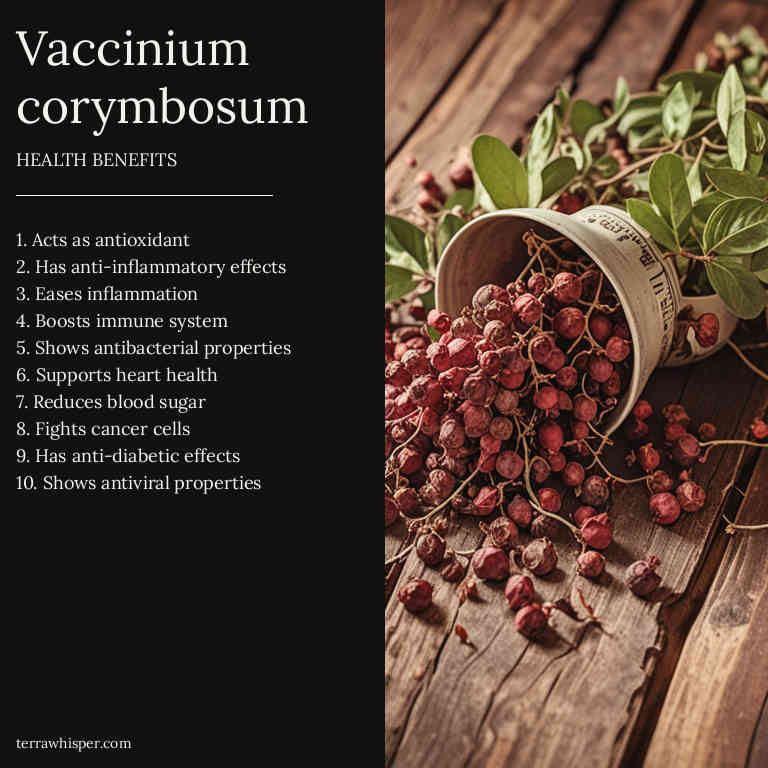 Vaccinium
corymbosum
HEALTH BENEFITS
1. Acts as antioxidant
2. Has anti-inflammatory effects
3. Eases inflammation
4. Boosts immune system
5. Shows antibacterial properties
6. Supports heart health
7. Reduces blood sugar
8. Fights cancer cells
9. Has anti-diabetic effects
10. Shows antiviral properties
terrawhisper.com